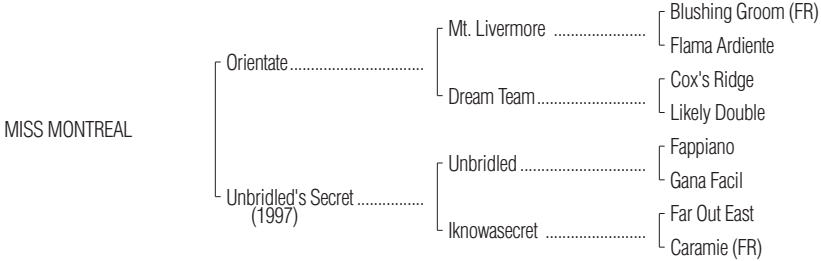 Blushing Groom (FR)
Mt. Livermore ......................
Flama Ardiente
Orientate................................
Cox's Ridge
Dream Team..........................
Likely Double
MISS MONTREAL
Fappiano
Unbridled ..............................
Gana Facil
Unbridled's Secret ................
(1997)
Far Out East
Iknowasecret ........................
Caramie (FR)